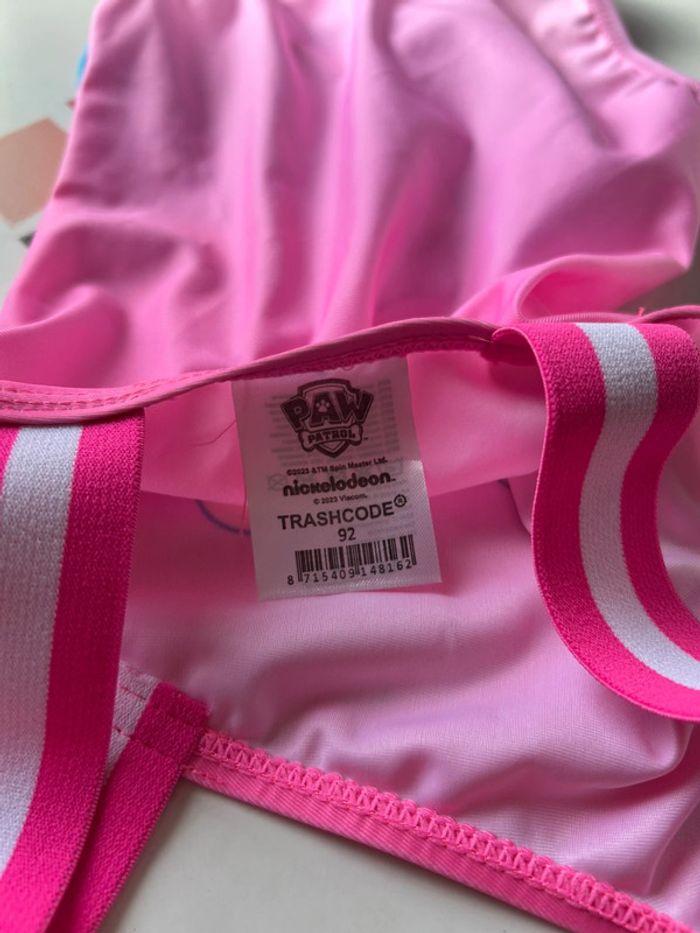 PAW
PATROL
©2023 &TM Spin Master Ltd.
nickelodeon
© 2023 Viacom.
TRASHCODE®
92
8 715409 148162